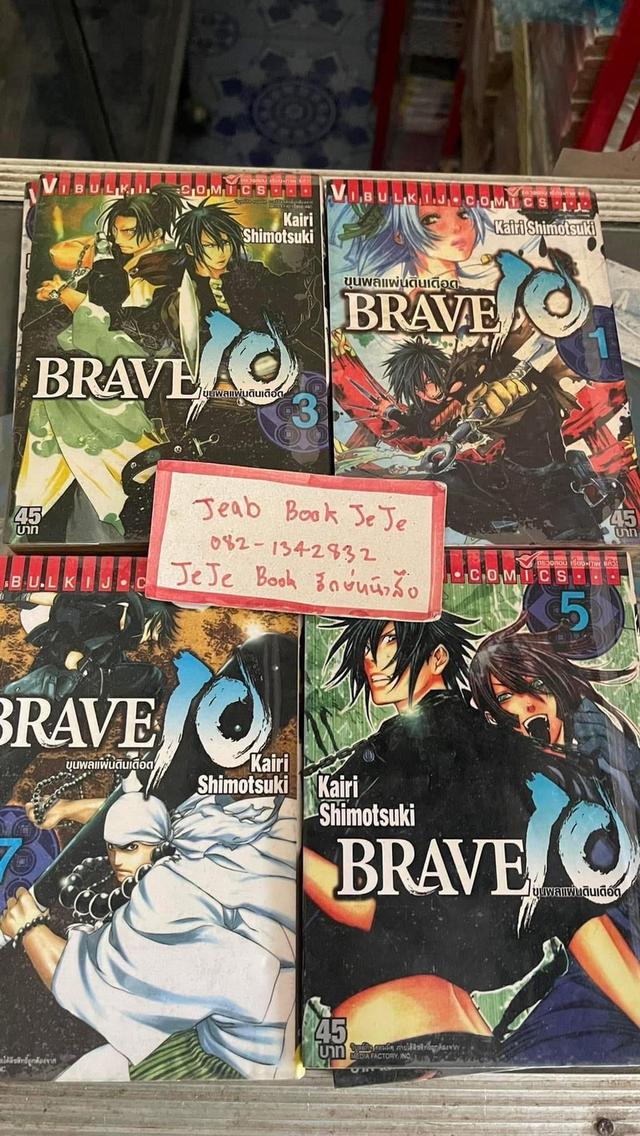 VIBULKIJ•COMICS
Kairi
Shimotsuki
BRAVE 10
ขุนพลแผ่นดินเดือด
3
45
บาท
VIBULKIJ•COMICS
Kairi Shimotsuki
ขุนพลแผ่นดินเดือด
BRAVE 10
1
45
บาท
Jeab Book JeJe
082-1342832
JeJe Book
BULKIJ•C
BRAVE 10
ขุนพลแผ่นดินเดือด
Kairi
Shimotsuki
7
COMICS
5
Kairi
Shimotsuki
BRAVE 10
ขุนพลแผ่นดินเดือด
45
บาท
MEDIA FACTORY, INC.